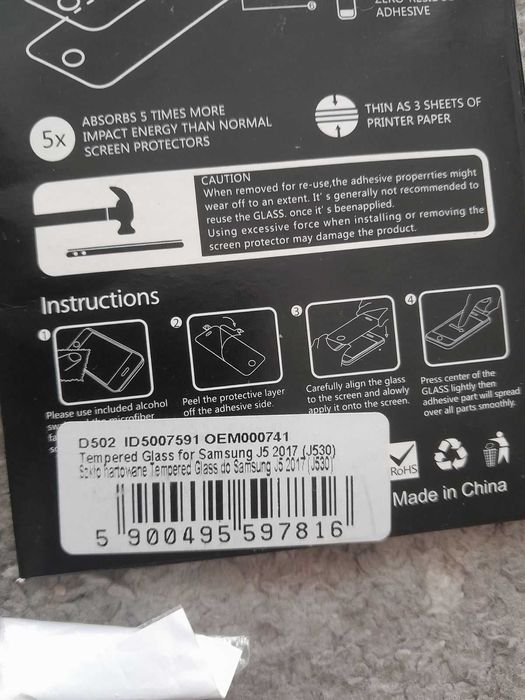 ADHESIVE
5x
ABSORBS 5 TIMES MORE
IMPACT ENERGY THAN NORMAL
SCREEN PROTECTORS
THIN AS 3 SHEETS OF
PRINTER PAPER
CAUTION
When removed for re-use,the adhesive properrties might
wear off to an extent. It' s generally not recommended to
reuse the GLASS. once it' s beenapplied.
Using excessive force when installing or removing the
screen protector may damage the product.
Instructions
1
Please use included alcohol
microfiber
2
Peel the protective layer
off the adhesive side.
3
Carefully align the glass
to the screen and alowly
apply it onto the screen.
4
Press center of the
GLASS lightly then
adhesive part will spread
over all parts smoothly.
D502 ID5007591 OEM000741
Tempered Glass for Samsung J5 2017 (J530)
Szkło hartowane Tempered Glass do Samsung J5 2017 (J530)
5 900495 597816
RoHS
Made in China